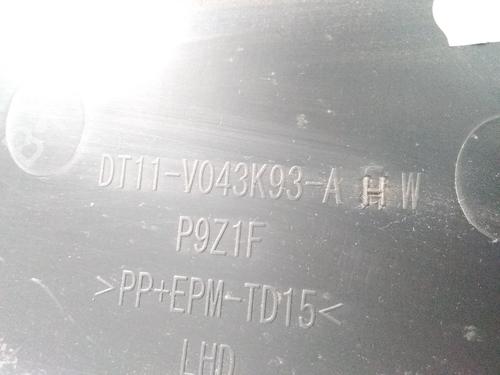 DT11-V043K93-A H W
P9Z1F
>PP+EPM-TD15<
LHD